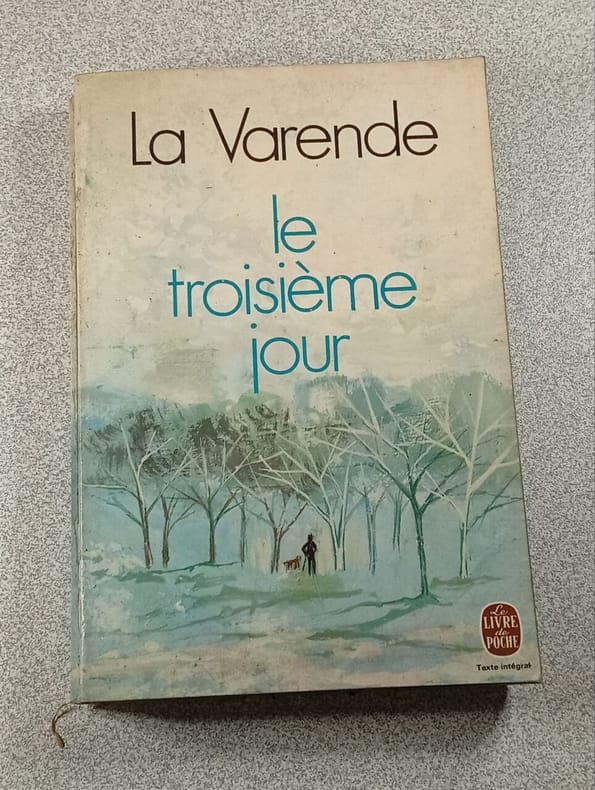 La Varende
le
troisième
jour
Le
LIVRE
de
POCHE
Texte intégral